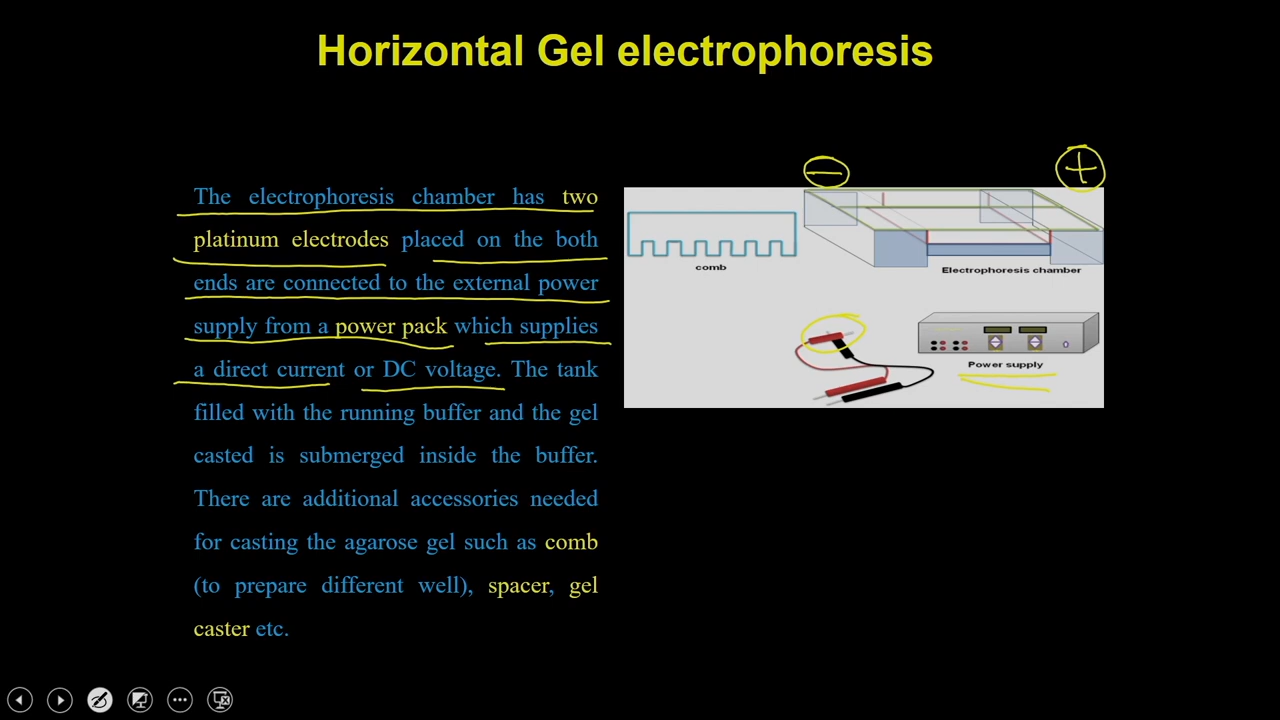 Horizontal Gel electrophoresis
The electrophoresis chamber has two
platinum electrodes placed on the both
ends are connected to the external power
supply from a power pack which supplies
a direct current or DC voltage. The tank
filled with the running buffer and the gel
casted is submerged inside the buffer.
There are additional accessories needed
for casting the agarose gel such as comb
(to prepare different well), spacer, gel
caster etc.
− +
comb
Electrophoresis chamber
Power supply